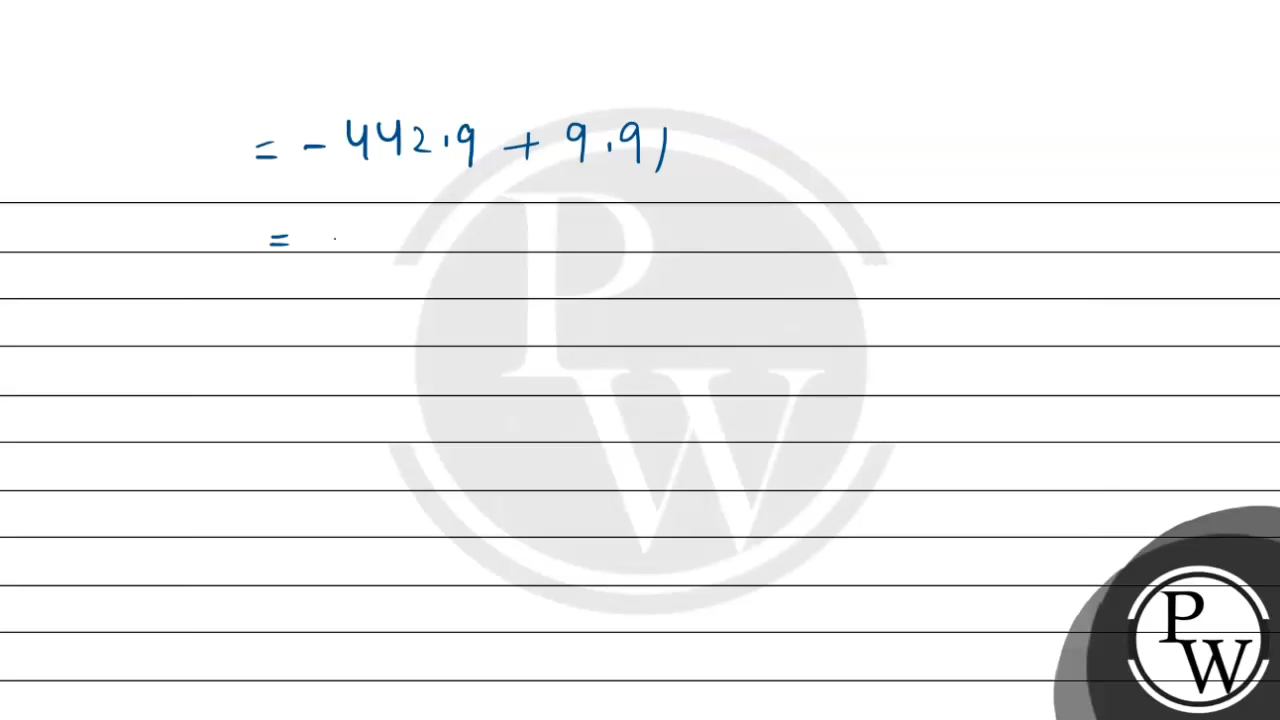 = - 442.9 + 9.91
=
P
W
P
W